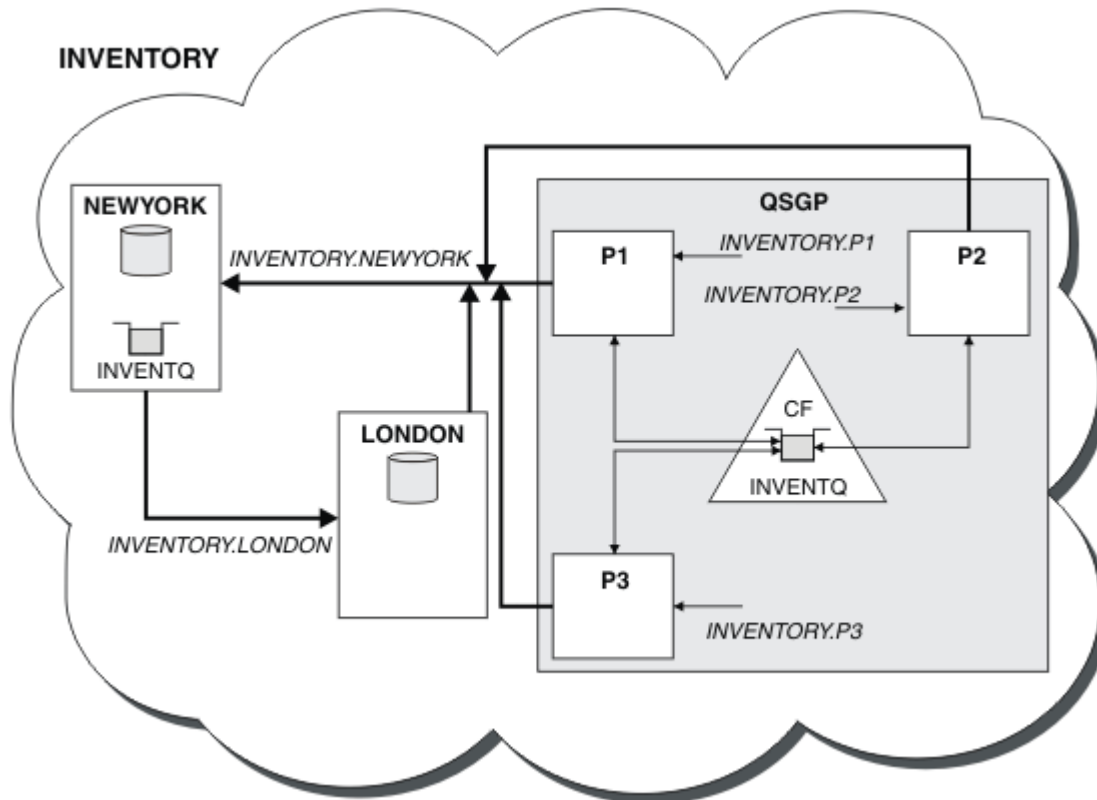 INVENTORY
NEWYORK
INVENTQ
INVENTORY.NEWYORK
INVENTORY.LONDON
LONDON
QSGP
P1
INVENTORY.P1
P2
INVENTORY.P2
CF
INVENTQ
P3
INVENTORY.P3